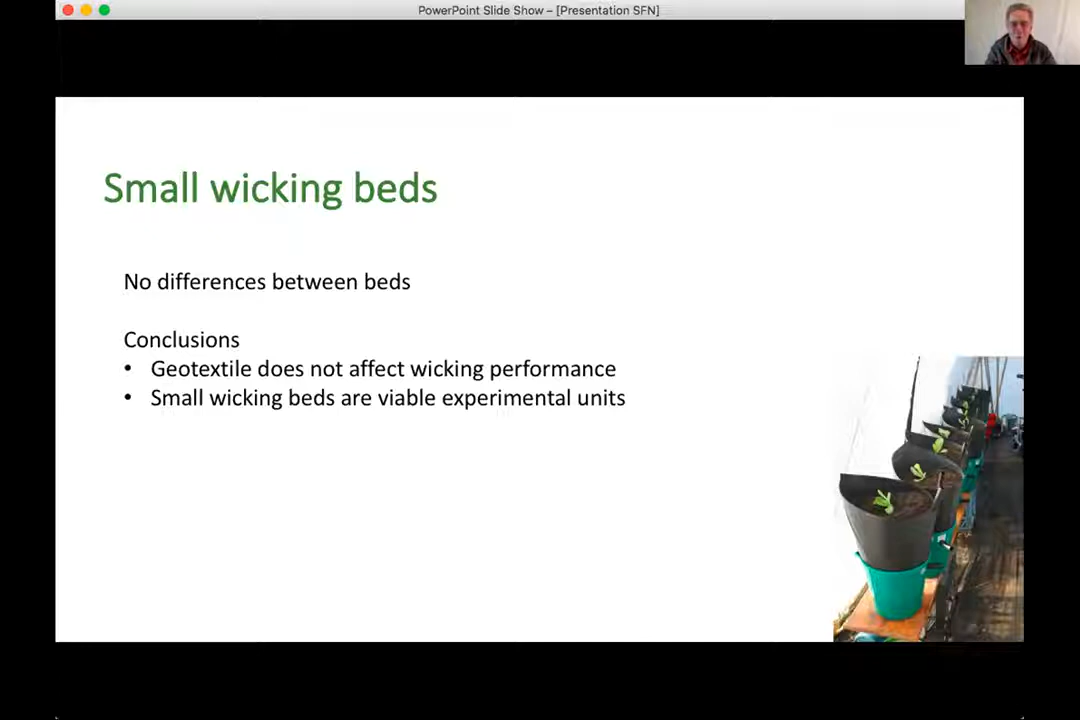 PowerPoint Slide Show – [Presentation SFN]
Small wicking beds
No differences between beds
Conclusions
• Geotextile does not affect wicking performance
• Small wicking beds are viable experimental units